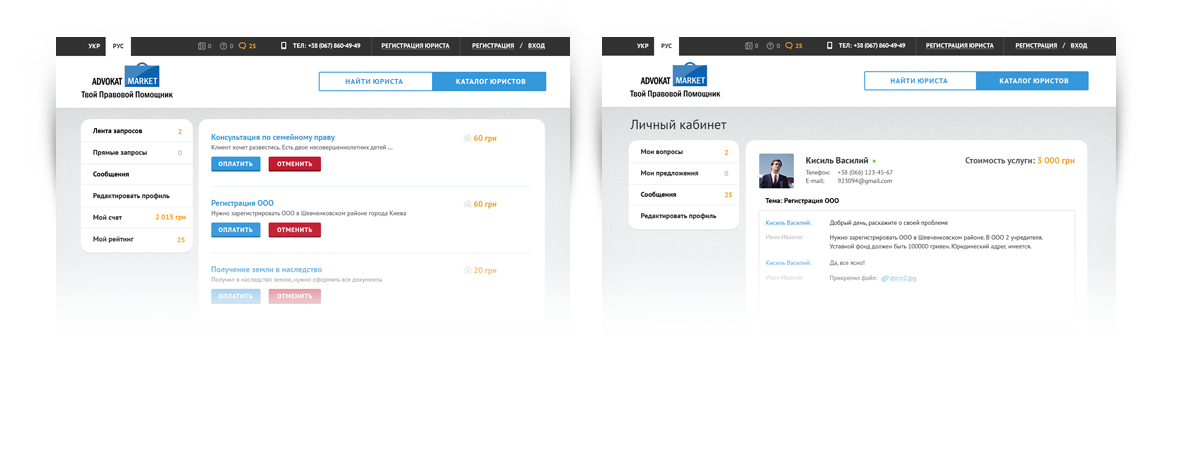 УКР РУС 0 0 25 ТЕЛ: +38 (067) 860-49-49 РЕГИСТРАЦИЯ ЮРИСТА РЕГИСТРАЦИЯ / ВХОД
ADVOKAT MARKET
Твой Правовой Помощник
НАЙТИ ЮРИСТА КАТАЛОГ ЮРИСТОВ
Лента запросов 2
Прямые запросы 0
Сообщения
Редактировать профиль
Мой счет 2 015 грн
Мой рейтинг 25
Консультация по семейному праву 60 грн
Клиент хочет развестись. Есть двое несовершеннолетних детей ...
ОПЛАТИТЬ ОТМЕНИТЬ
Регистрация ООО 60 грн
Нужно зарегистрировать ООО в Шевченковском районе города Киева
ОПЛАТИТЬ ОТМЕНИТЬ
Получение земли в наследство 20 грн
Получил в наследство землю, нужно оформить все документы
ОПЛАТИТЬ ОТМЕНИТЬ
УКР РУС 0 0 25 ТЕЛ: +38 (067) 860-49-49 РЕГИСТРАЦИЯ ЮРИСТА РЕГИСТРАЦИЯ / ВХОД
ADVOKAT MARKET
Твой Правовой Помощник
НАЙТИ ЮРИСТА КАТАЛОГ ЮРИСТОВ
Личный кабинет
Мои вопросы 2
Мои предложения 0
Сообщения 25
Редактировать профиль
Кисиль Василий Стоимость услуги: 3 000 грн
Телефон: +38 (066) 123-45-67
E-mail: 923094@gmail.com
Тема: Регистрация ООО
Кисиль Василий: Добрый день, раскажите о своей проблеме
Иван Иванов: Нужно зарегистрировать ООО в Шевченковском районе. В ООО 2 учредителя.
Уставной фонд должен быть 100000 гривен. Юридический адрес имеется.
Кисиль Василий: Да, все ясно!
Иван Иванов: Прикрепил файл: фото2.jpg